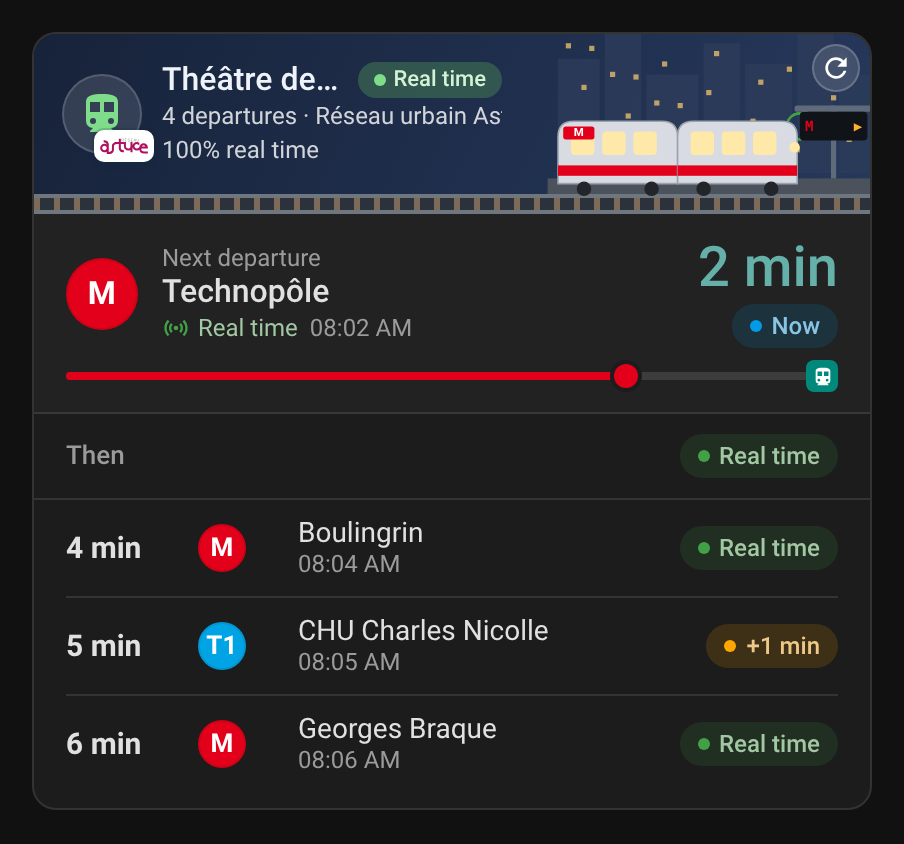 Théâtre de…
Real time
4 departures · Réseau urbain As
100% real time
astuce
M
M
M
Next departure
Technopôle
Real time 08:02 AM
2 min
Now
Then
Real time
4 min
M
Boulingrin
08:04 AM
Real time
5 min
T1
CHU Charles Nicolle
08:05 AM
+1 min
6 min
M
Georges Braque
08:06 AM
Real time